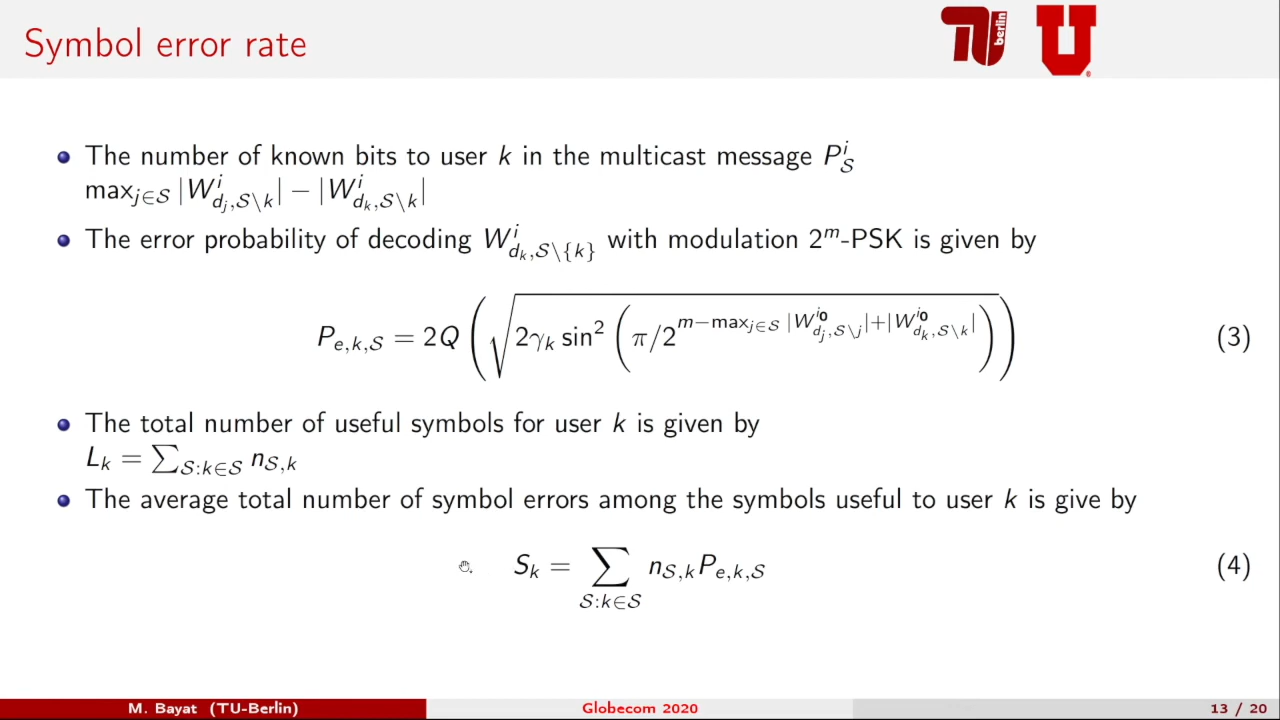 Symbol error rate
berlin
U
The number of known bits to user k in the multicast message P_𝒮^i
max_{j∈𝒮} |W^i_{d_j,𝒮\k}| − |W^i_{d_k,𝒮\k}|
The error probability of decoding W^i_{d_k,𝒮\{k}} with modulation 2^m-PSK is given by
P_{e,k,𝒮} = 2Q(√(2γ_k sin²(π/2^{m−max_{j∈𝒮} |W^{i0}_{d_j,𝒮\j}|+|W^{i0}_{d_k,𝒮\k}|}))) (3)
The total number of useful symbols for user k is given by
L_k = ∑_{𝒮:k∈𝒮} n_{𝒮,k}
The average total number of symbol errors among the symbols useful to user k is give by
S_k = ∑_{𝒮:k∈𝒮} n_{𝒮,k} P_{e,k,𝒮} (4)
M. Bayat (TU-Berlin) Globecom 2020 13 / 20